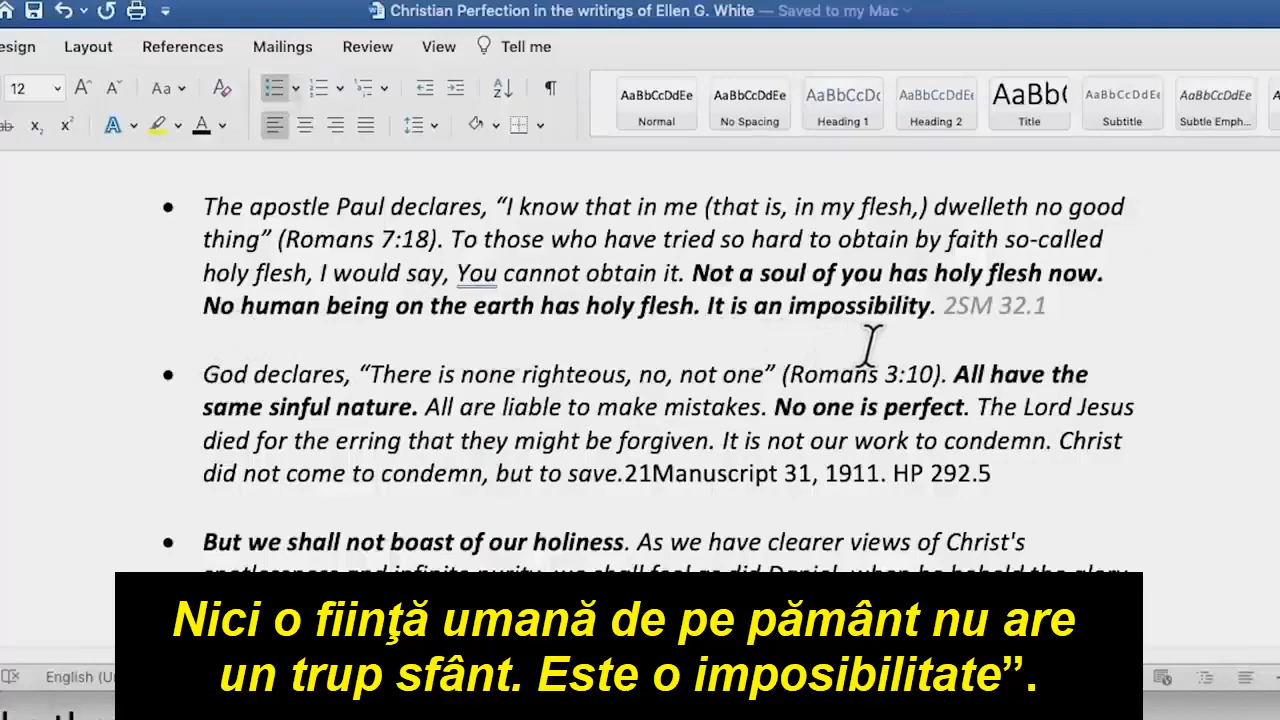 Christian Perfection in the writings of Ellen G. White — Saved to my Mac
esign Layout References Mailings Review View Tell me
12 Aa
AaBbCcDdEe AaBbCcDdEe AaBbCcDc AaBbCcDdEe AaBb( AaBbCcDdEe AaBbCcDdEe
ab x₂ x² A A Normal No Spacing Heading 1 Heading 2 Title Subtitle Subtle Emph...
• The apostle Paul declares, “I know that in me (that is, in my flesh,) dwelleth no good
thing” (Romans 7:18). To those who have tried so hard to obtain by faith so-called
holy flesh, I would say, You cannot obtain it. Not a soul of you has holy flesh now.
No human being on the earth has holy flesh. It is an impossibility. 2SM 32.1
• God declares, “There is none righteous, no, not one” (Romans 3:10). All have the
same sinful nature. All are liable to make mistakes. No one is perfect. The Lord Jesus
died for the erring that they might be forgiven. It is not our work to condemn. Christ
did not come to condemn, but to save.21Manuscript 31, 1911. HP 292.5
• But we shall not boast of our holiness. As we have clearer views of Christ's
Nici o fiinţă umană de pe pământ nu are
un trup sfânt. Este o imposibilitate”.
English (U